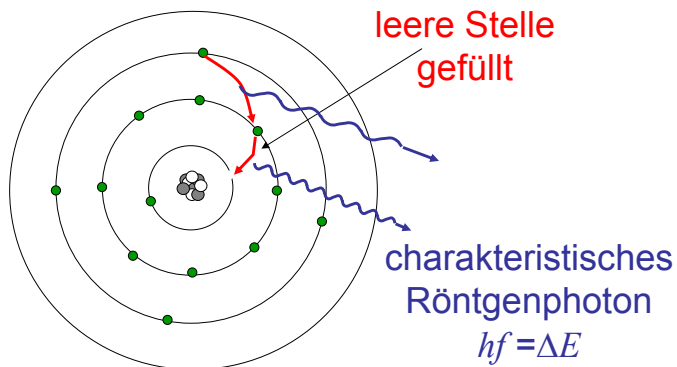 leere Stelle
gefüllt
charakteristisches
Röntgenphoton
hf =ΔE